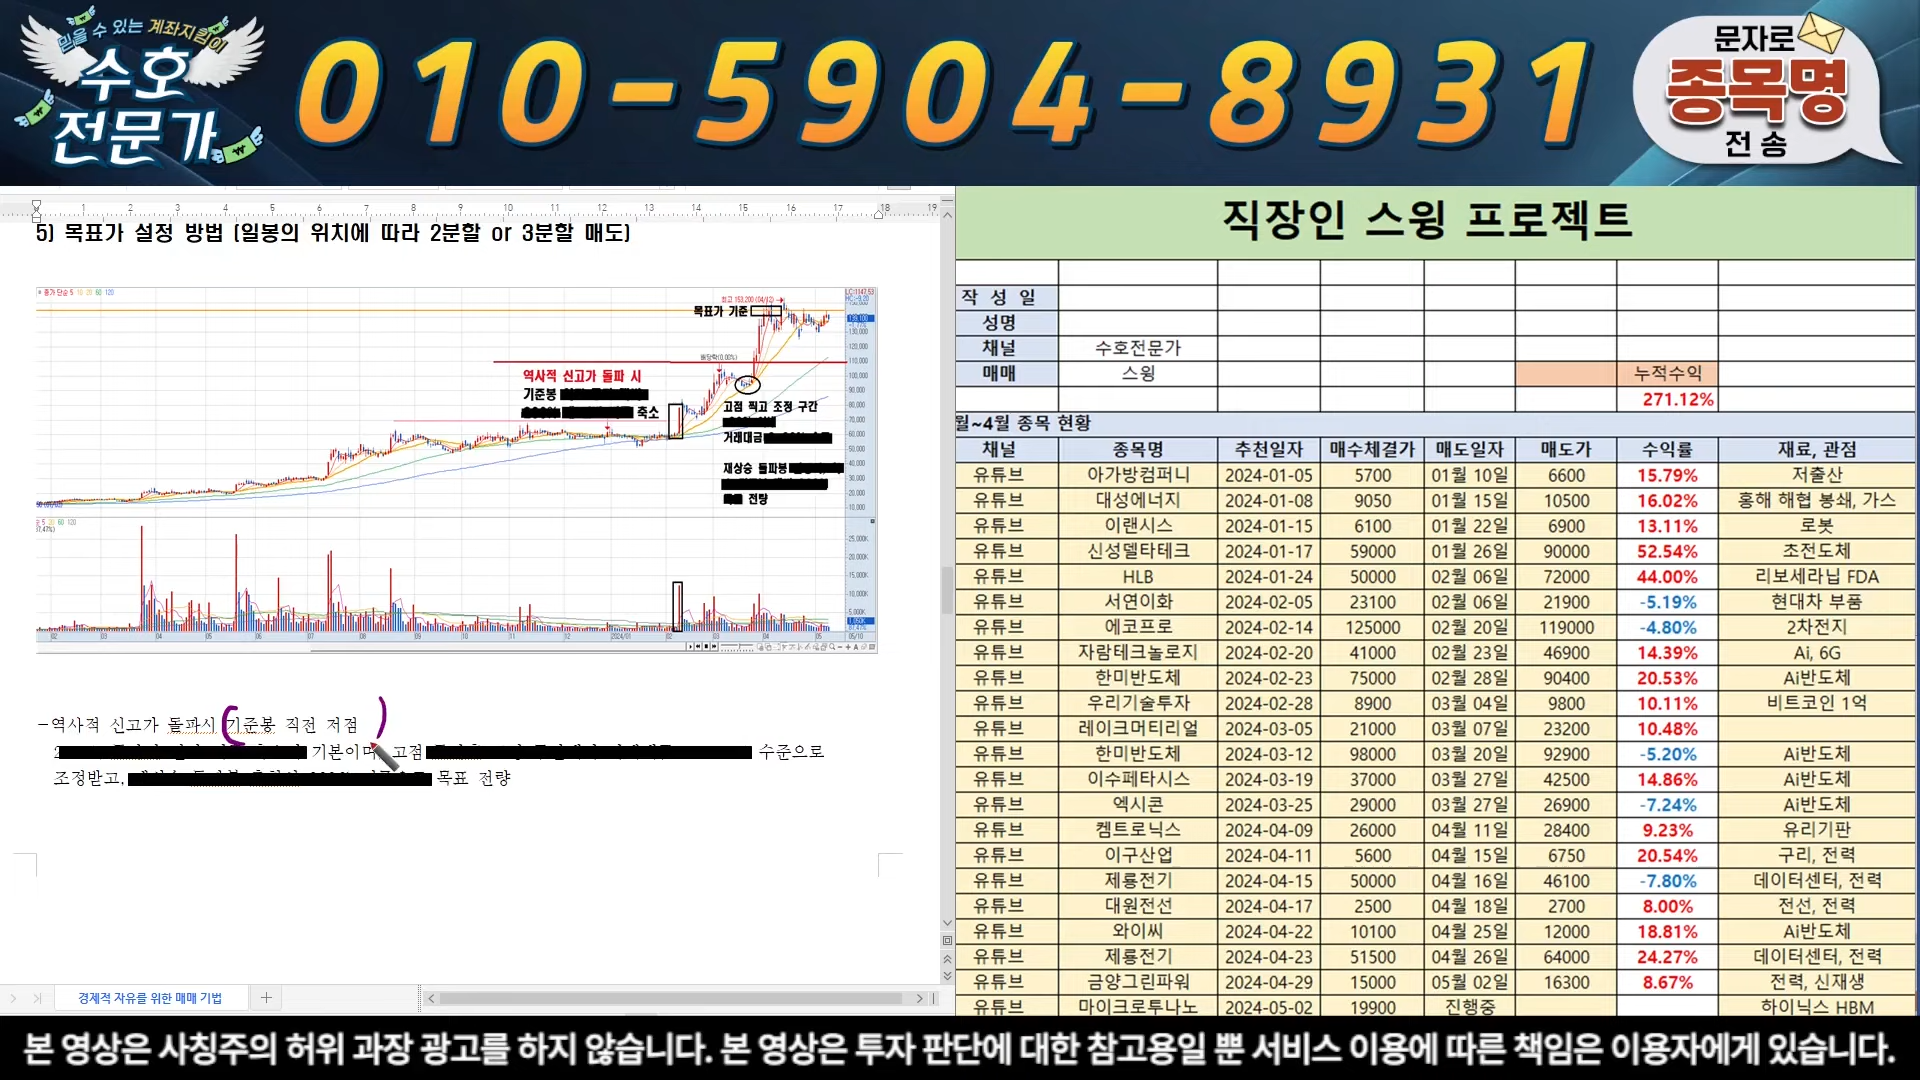 믿을 수 있는 계좌지킴이
수호
전문가
010-5904-8931
문자로
종목명
전송
1 2 3 4 5 6 7 8 9 10 11 12 13 14 15 16 17 18 19
5) 목표가 설정 방법 (일봉의 위치에 따라 2분할 or 3분할 매도)
종가 단순 5 10 20 60 120
최고 153,200 (04/12)
목표가 기준
배당락(0.00%)
역사적 신고가 돌파 시
기준봉
축소
고점 찍고 조정 구간
거래대금
재상승 돌파봉
전량
-역사적 신고가 돌파시 기준봉 직전 저점
기본이며, 고점 수준으로
조정받고, 목표 전량
경제적 자유를 위한 매매 기법
직장인 스윙 프로젝트
작 성 일
성명
채널 수호전문가
매매 스윙 누적수익
271.12%
월~4월 종목 현황
채널 종목명 추천일자 매수체결가 매도일자 매도가 수익률 재료, 관점
유튜브 아가방컴퍼니 2024-01-05 5700 01월 10일 6600 15.79% 저출산
유튜브 대성에너지 2024-01-08 9050 01월 15일 10500 16.02% 홍해 해협 봉쇄, 가스
유튜브 이랜시스 2024-01-15 6100 01월 22일 6900 13.11% 로봇
유튜브 신성델타테크 2024-01-17 59000 01월 26일 90000 52.54% 초전도체
유튜브 HLB 2024-01-24 50000 02월 06일 72000 44.00% 리보세라닙 FDA
유튜브 서연이화 2024-02-05 23100 02월 06일 21900 -5.19% 현대차 부품
유튜브 에코프로 2024-02-14 125000 02월 20일 119000 -4.80% 2차전지
유튜브 자람테크놀로지 2024-02-20 41000 02월 23일 46900 14.39% Ai, 6G
유튜브 한미반도체 2024-02-23 75000 02월 28일 90400 20.53% Ai반도체
유튜브 우리기술투자 2024-02-28 8900 03월 04일 9800 10.11% 비트코인 1억
유튜브 레이크머티리얼 2024-03-05 21000 03월 07일 23200 10.48%
유튜브 한미반도체 2024-03-12 98000 03월 20일 92900 -5.20% Ai반도체
유튜브 이수페타시스 2024-03-19 37000 03월 27일 42500 14.86% Ai반도체
유튜브 엑시콘 2024-03-25 29000 03월 27일 26900 -7.24% Ai반도체
유튜브 켐트로닉스 2024-04-09 26000 04월 11일 28400 9.23% 유리기판
유튜브 이구산업 2024-04-11 5600 04월 15일 6750 20.54% 구리, 전력
유튜브 제룡전기 2024-04-15 50000 04월 16일 46100 -7.80% 데이터센터, 전력
유튜브 대원전선 2024-04-17 2500 04월 18일 2700 8.00% 전선, 전력
유튜브 와이씨 2024-04-22 10100 04월 25일 12000 18.81% Ai반도체
유튜브 제룡전기 2024-04-23 51500 04월 26일 64000 24.27% 데이터센터, 전력
유튜브 금양그린파워 2024-04-29 15000 05월 02일 16300 8.67% 전력, 신재생
유튜브 마이크로투나노 2024-05-02 19900 진행중 하이닉스 HBM
본 영상은 사칭주의 허위 과장 광고를 하지 않습니다. 본 영상은 투자 판단에 대한 참고용일 뿐 서비스 이용에 따른 책임은 이용자에게 있습니다.